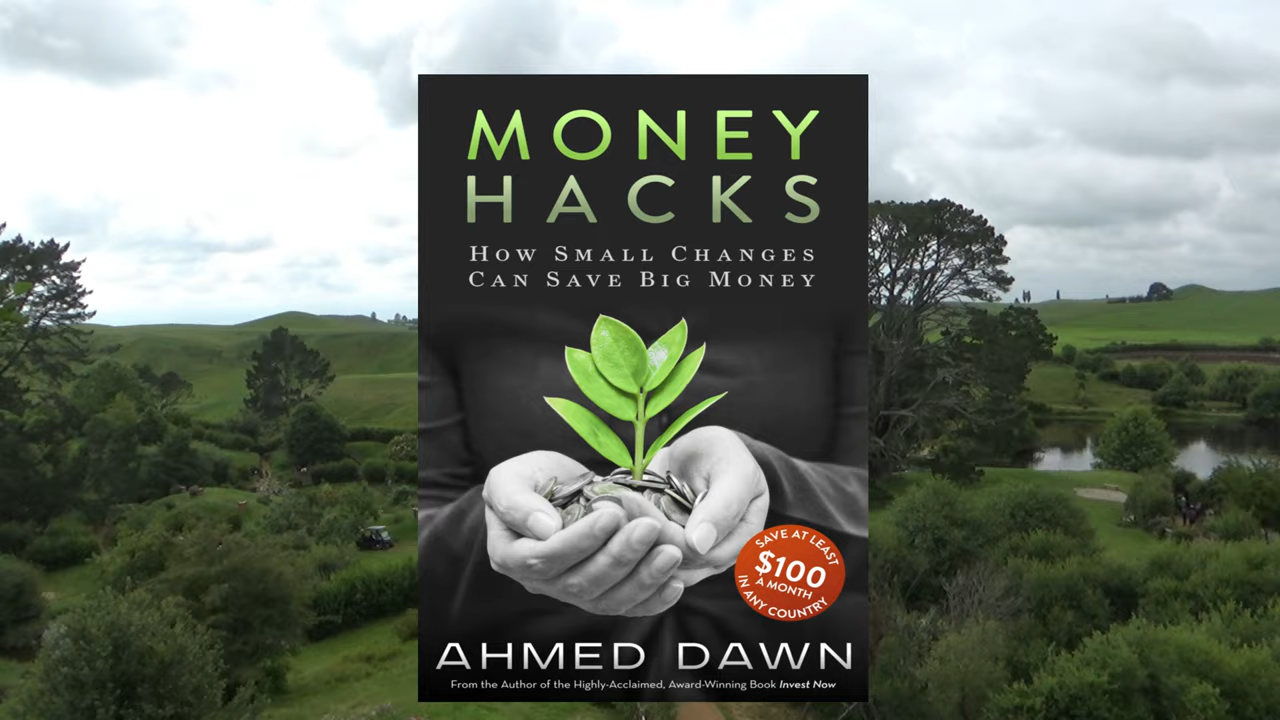 MONEY
HACKS
HOW SMALL CHANGES
CAN SAVE BIG MONEY
SAVE AT LEAST
$100
A MONTH
IN ANY COUNTRY
AHMED DAWN
From the Author of the Highly-Acclaimed, Award-Winning Book Invest Now